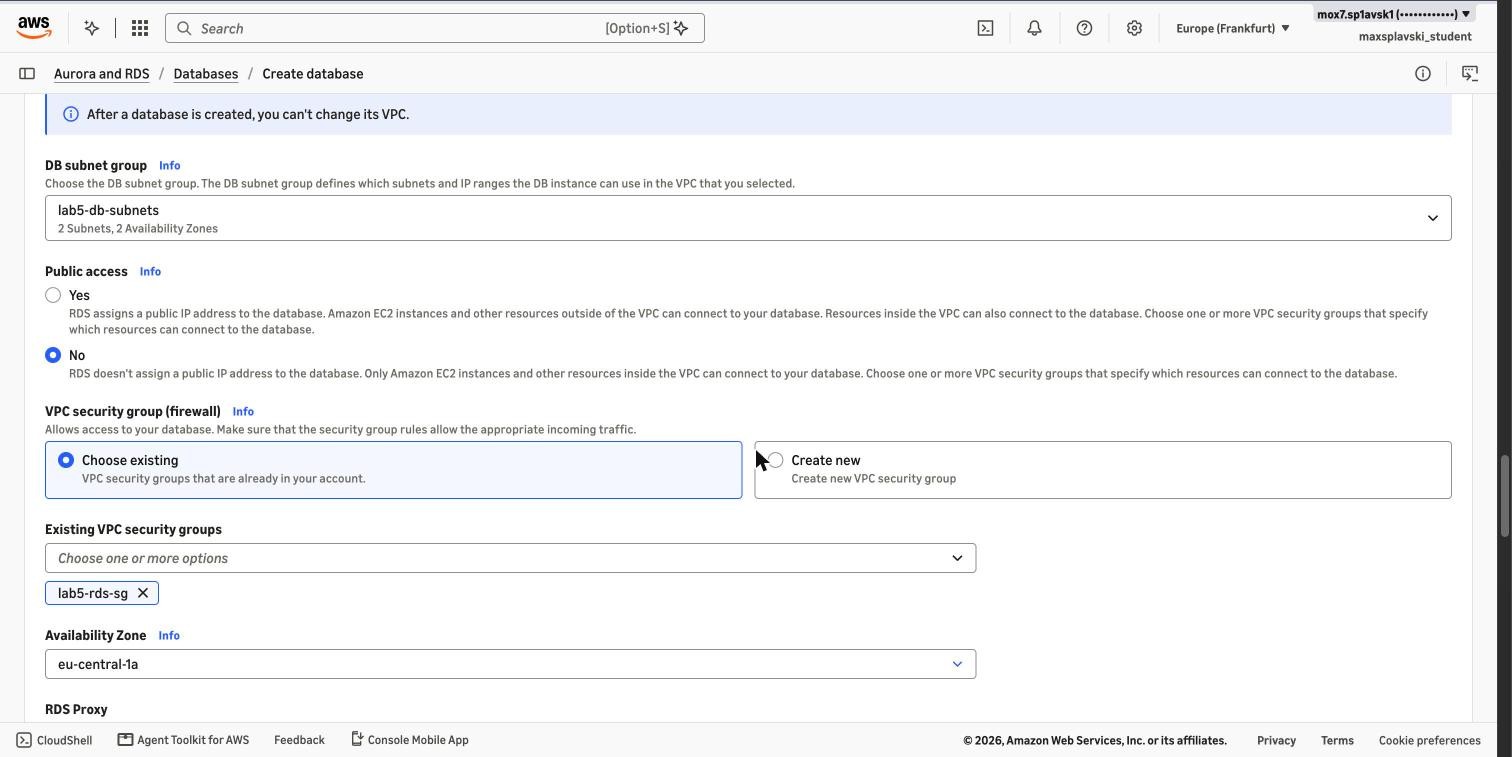 aws
Search
[Option+S]
Europe (Frankfurt)
mox7.sp1avsk1 (••••••••••••)
maxsplavski_student
Aurora and RDS / Databases / Create database
After a database is created, you can't change its VPC.
DB subnet group Info
Choose the DB subnet group. The DB subnet group defines which subnets and IP ranges the DB instance can use in the VPC that you selected.
lab5-db-subnets
2 Subnets, 2 Availability Zones
Public access Info
Yes
RDS assigns a public IP address to the database. Amazon EC2 instances and other resources outside of the VPC can connect to your database. Resources inside the VPC can also connect to the database. Choose one or more VPC security groups that specify
which resources can connect to the database.
No
RDS doesn't assign a public IP address to the database. Only Amazon EC2 instances and other resources inside the VPC can connect to your database. Choose one or more VPC security groups that specify which resources can connect to the database.
VPC security group (firewall) Info
Allows access to your database. Make sure that the security group rules allow the appropriate incoming traffic.
Choose existing
VPC security groups that are already in your account.
Create new
Create new VPC security group
Existing VPC security groups
Choose one or more options
lab5-rds-sg
Availability Zone Info
eu-central-1a
RDS Proxy
CloudShell Agent Toolkit for AWS Feedback Console Mobile App © 2026, Amazon Web Services, Inc. or its affiliates. Privacy Terms Cookie preferences